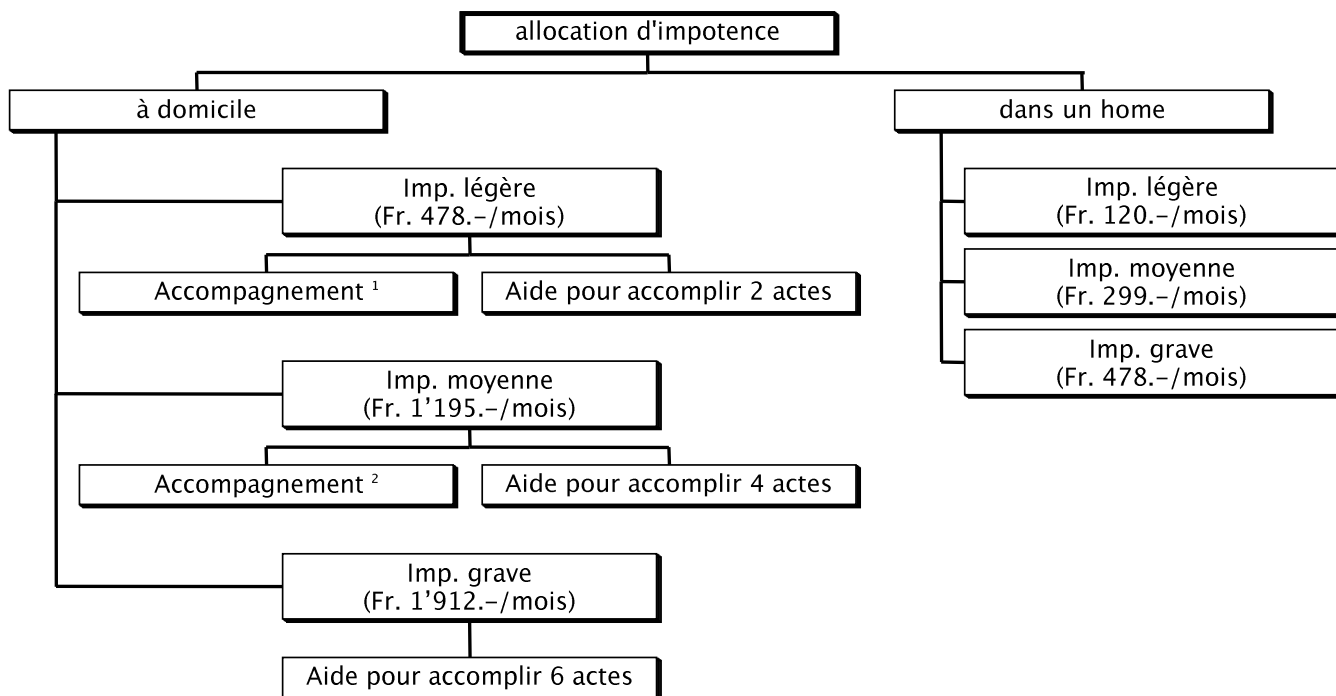 allocation d'impotence
à domicile
dans un home
Imp. légère
(Fr. 478.–/mois)
Accompagnement ¹
Aide pour accomplir 2 actes
Imp. moyenne
(Fr. 1’195.–/mois)
Accompagnement ²
Aide pour accomplir 4 actes
Imp. grave
(Fr. 1’912.–/mois)
Aide pour accomplir 6 actes
Imp. légère
(Fr. 120.–/mois)
Imp. moyenne
(Fr. 299.–/mois)
Imp. grave
(Fr. 478.–/mois)